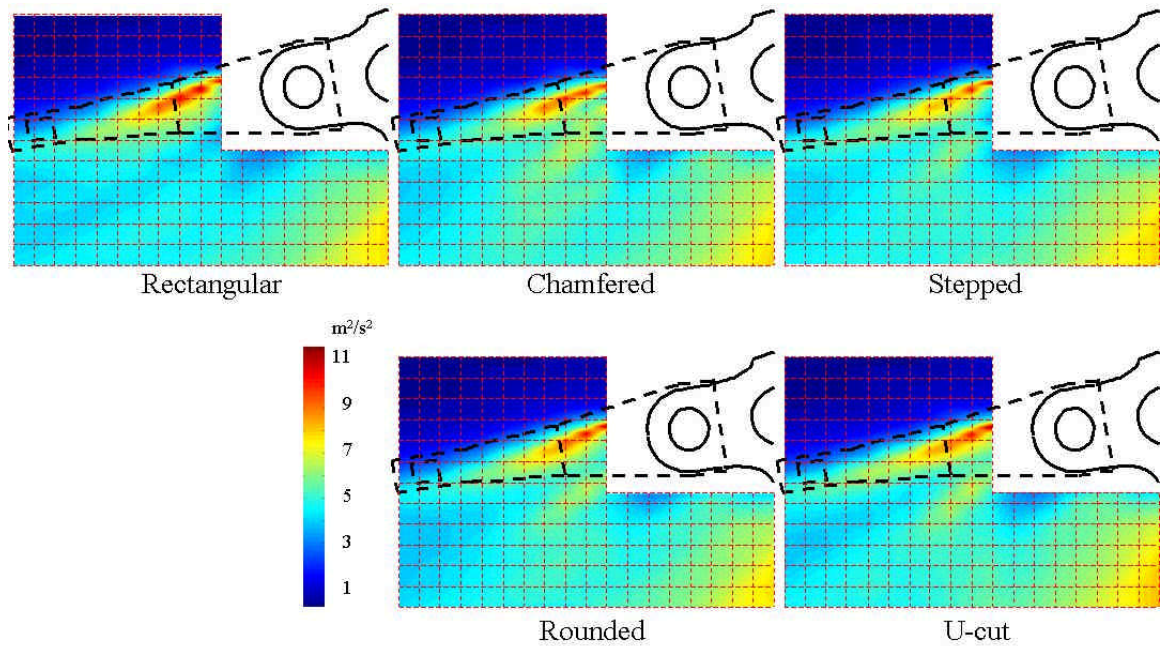 Rectangular
Chamfered
Stepped
m²/s²
11
9
7
5
3
1
Rounded
U-cut